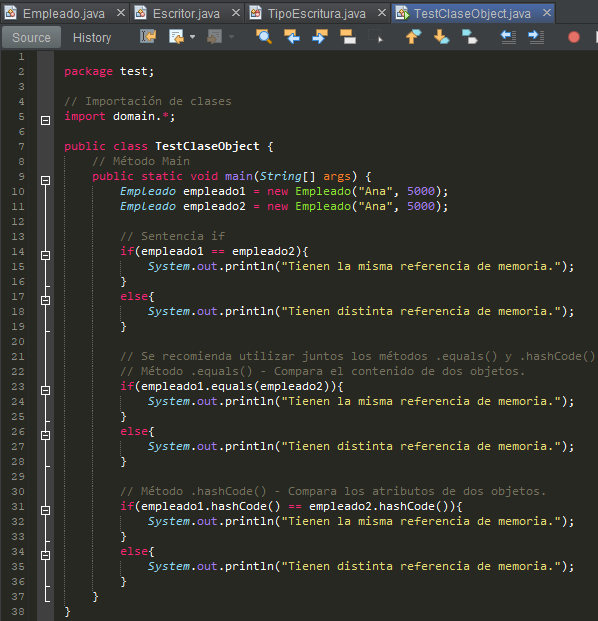 Empleado.java × Escritor.java × TipoEscritura.java × TestClaseObject.java ×
Source History
1
2 package test;
3
4 // Importación de clases
5 import domain.*;
6
7 public class TestClaseObject {
8 // Método Main
9 public static void main(String[] args) {
10 Empleado empleado1 = new Empleado("Ana", 5000);
11 Empleado empleado2 = new Empleado("Ana", 5000);
12
13 // Sentencia if
14 if(empleado1 == empleado2){
15 System.out.println("Tienen la misma referencia de memoria.");
16 }
17 else{
18 System.out.println("Tienen distinta referencia de memoria.");
19 }
20
21 // Se recomienda utilizar juntos los métodos .equals() y .hashCode()
22 // Método .equals() - Compara el contenido de dos objetos.
23 if(empleado1.equals(empleado2)){
24 System.out.println("Tienen la misma referencia de memoria.");
25 }
26 else{
27 System.out.println("Tienen distinta referencia de memoria.");
28 }
29
30 // Método .hashCode() - Compara los atributos de dos objetos.
31 if(empleado1.hashCode() == empleado2.hashCode()){
32 System.out.println("Tienen la misma referencia de memoria.");
33 }
34 else{
35 System.out.println("Tienen distinta referencia de memoria.");
36 }
37 }
38 }